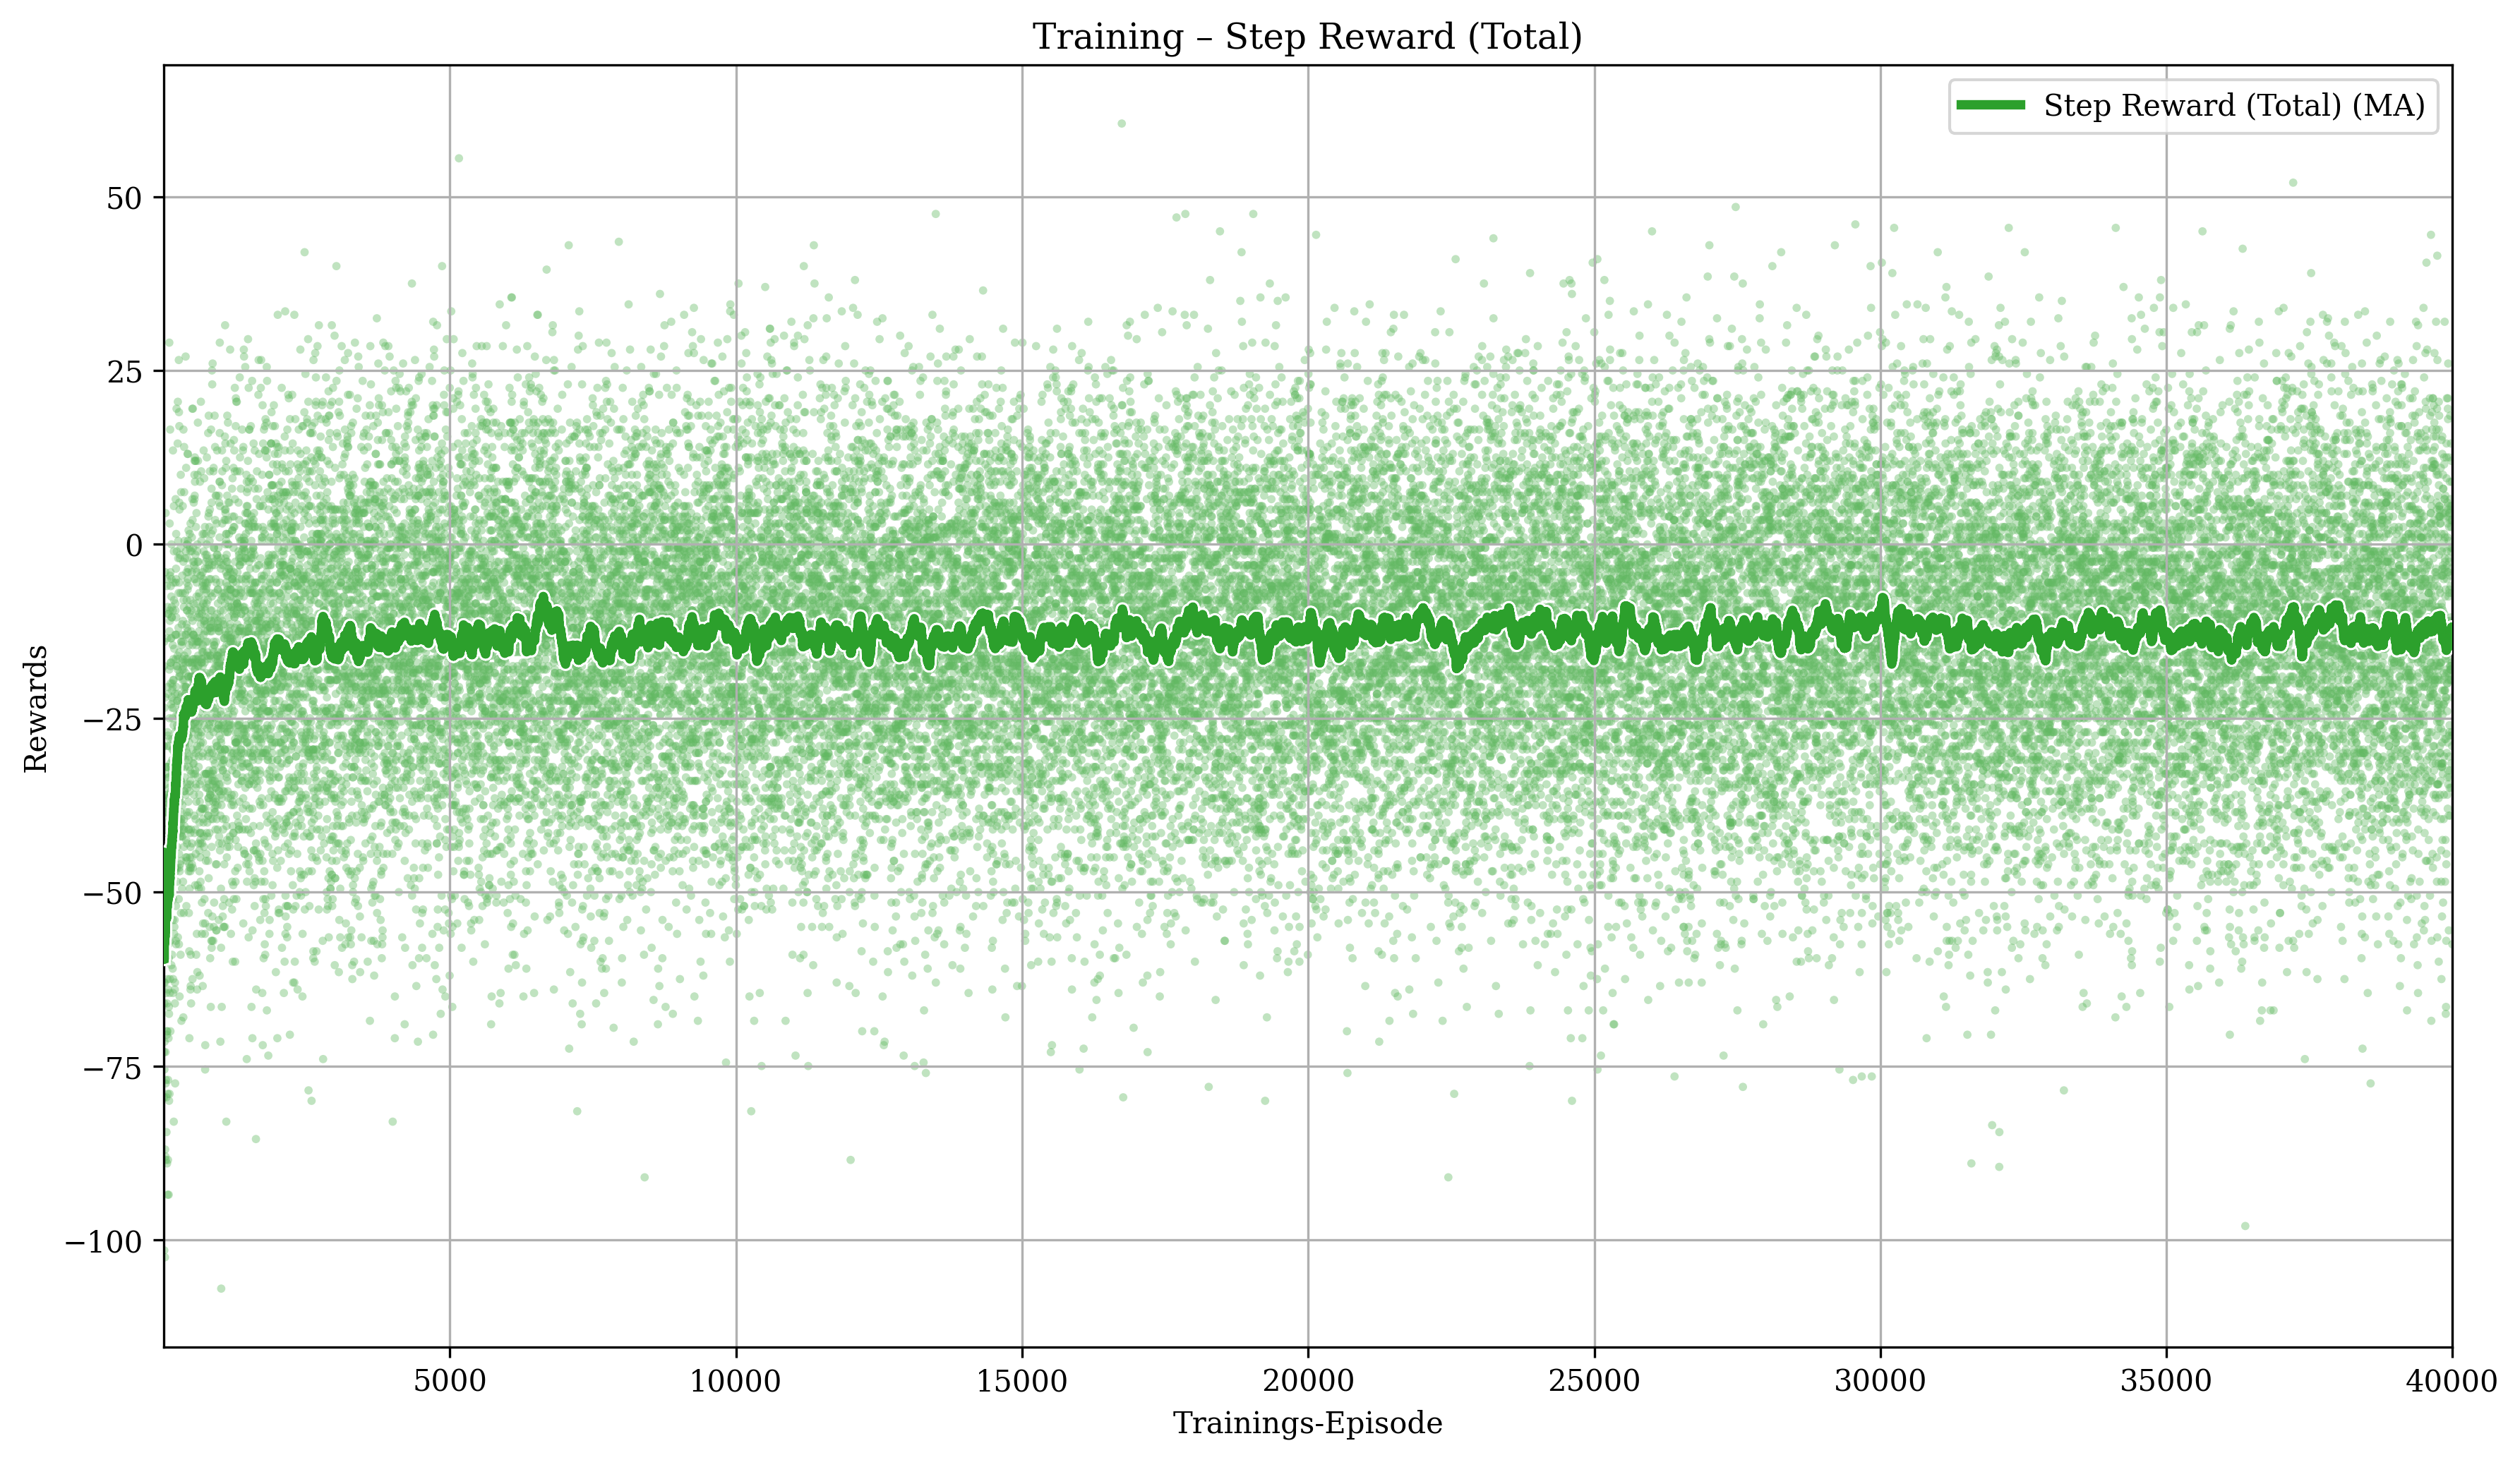 Training – Step Reward (Total)
Step Reward (Total) (MA)
Rewards
50
25
0
−25
−50
−75
−100
5000 10000 15000 20000 25000 30000 35000 40000
Trainings-Episode